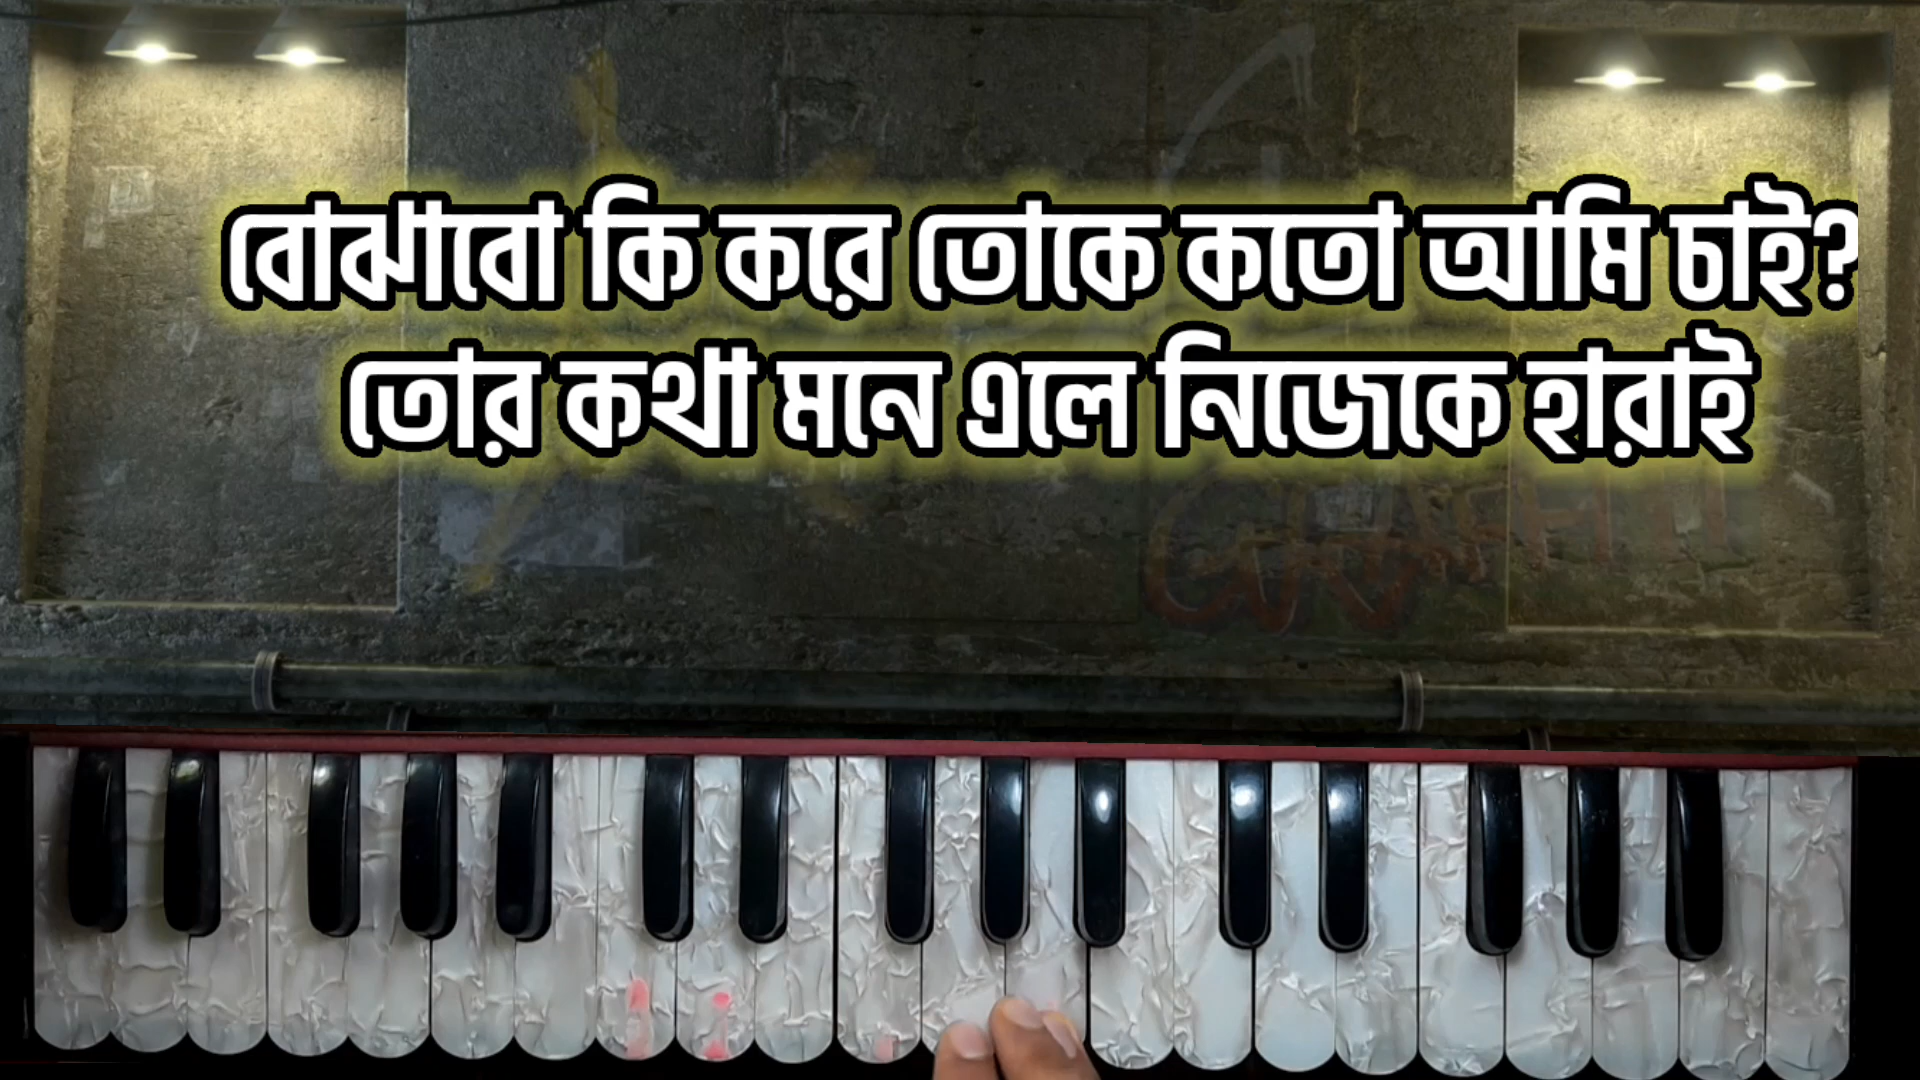 বোঝাবো কি করে তোকে কতো আমি চাই?
তোর কথা মনে এলে নিজেকে হারাই